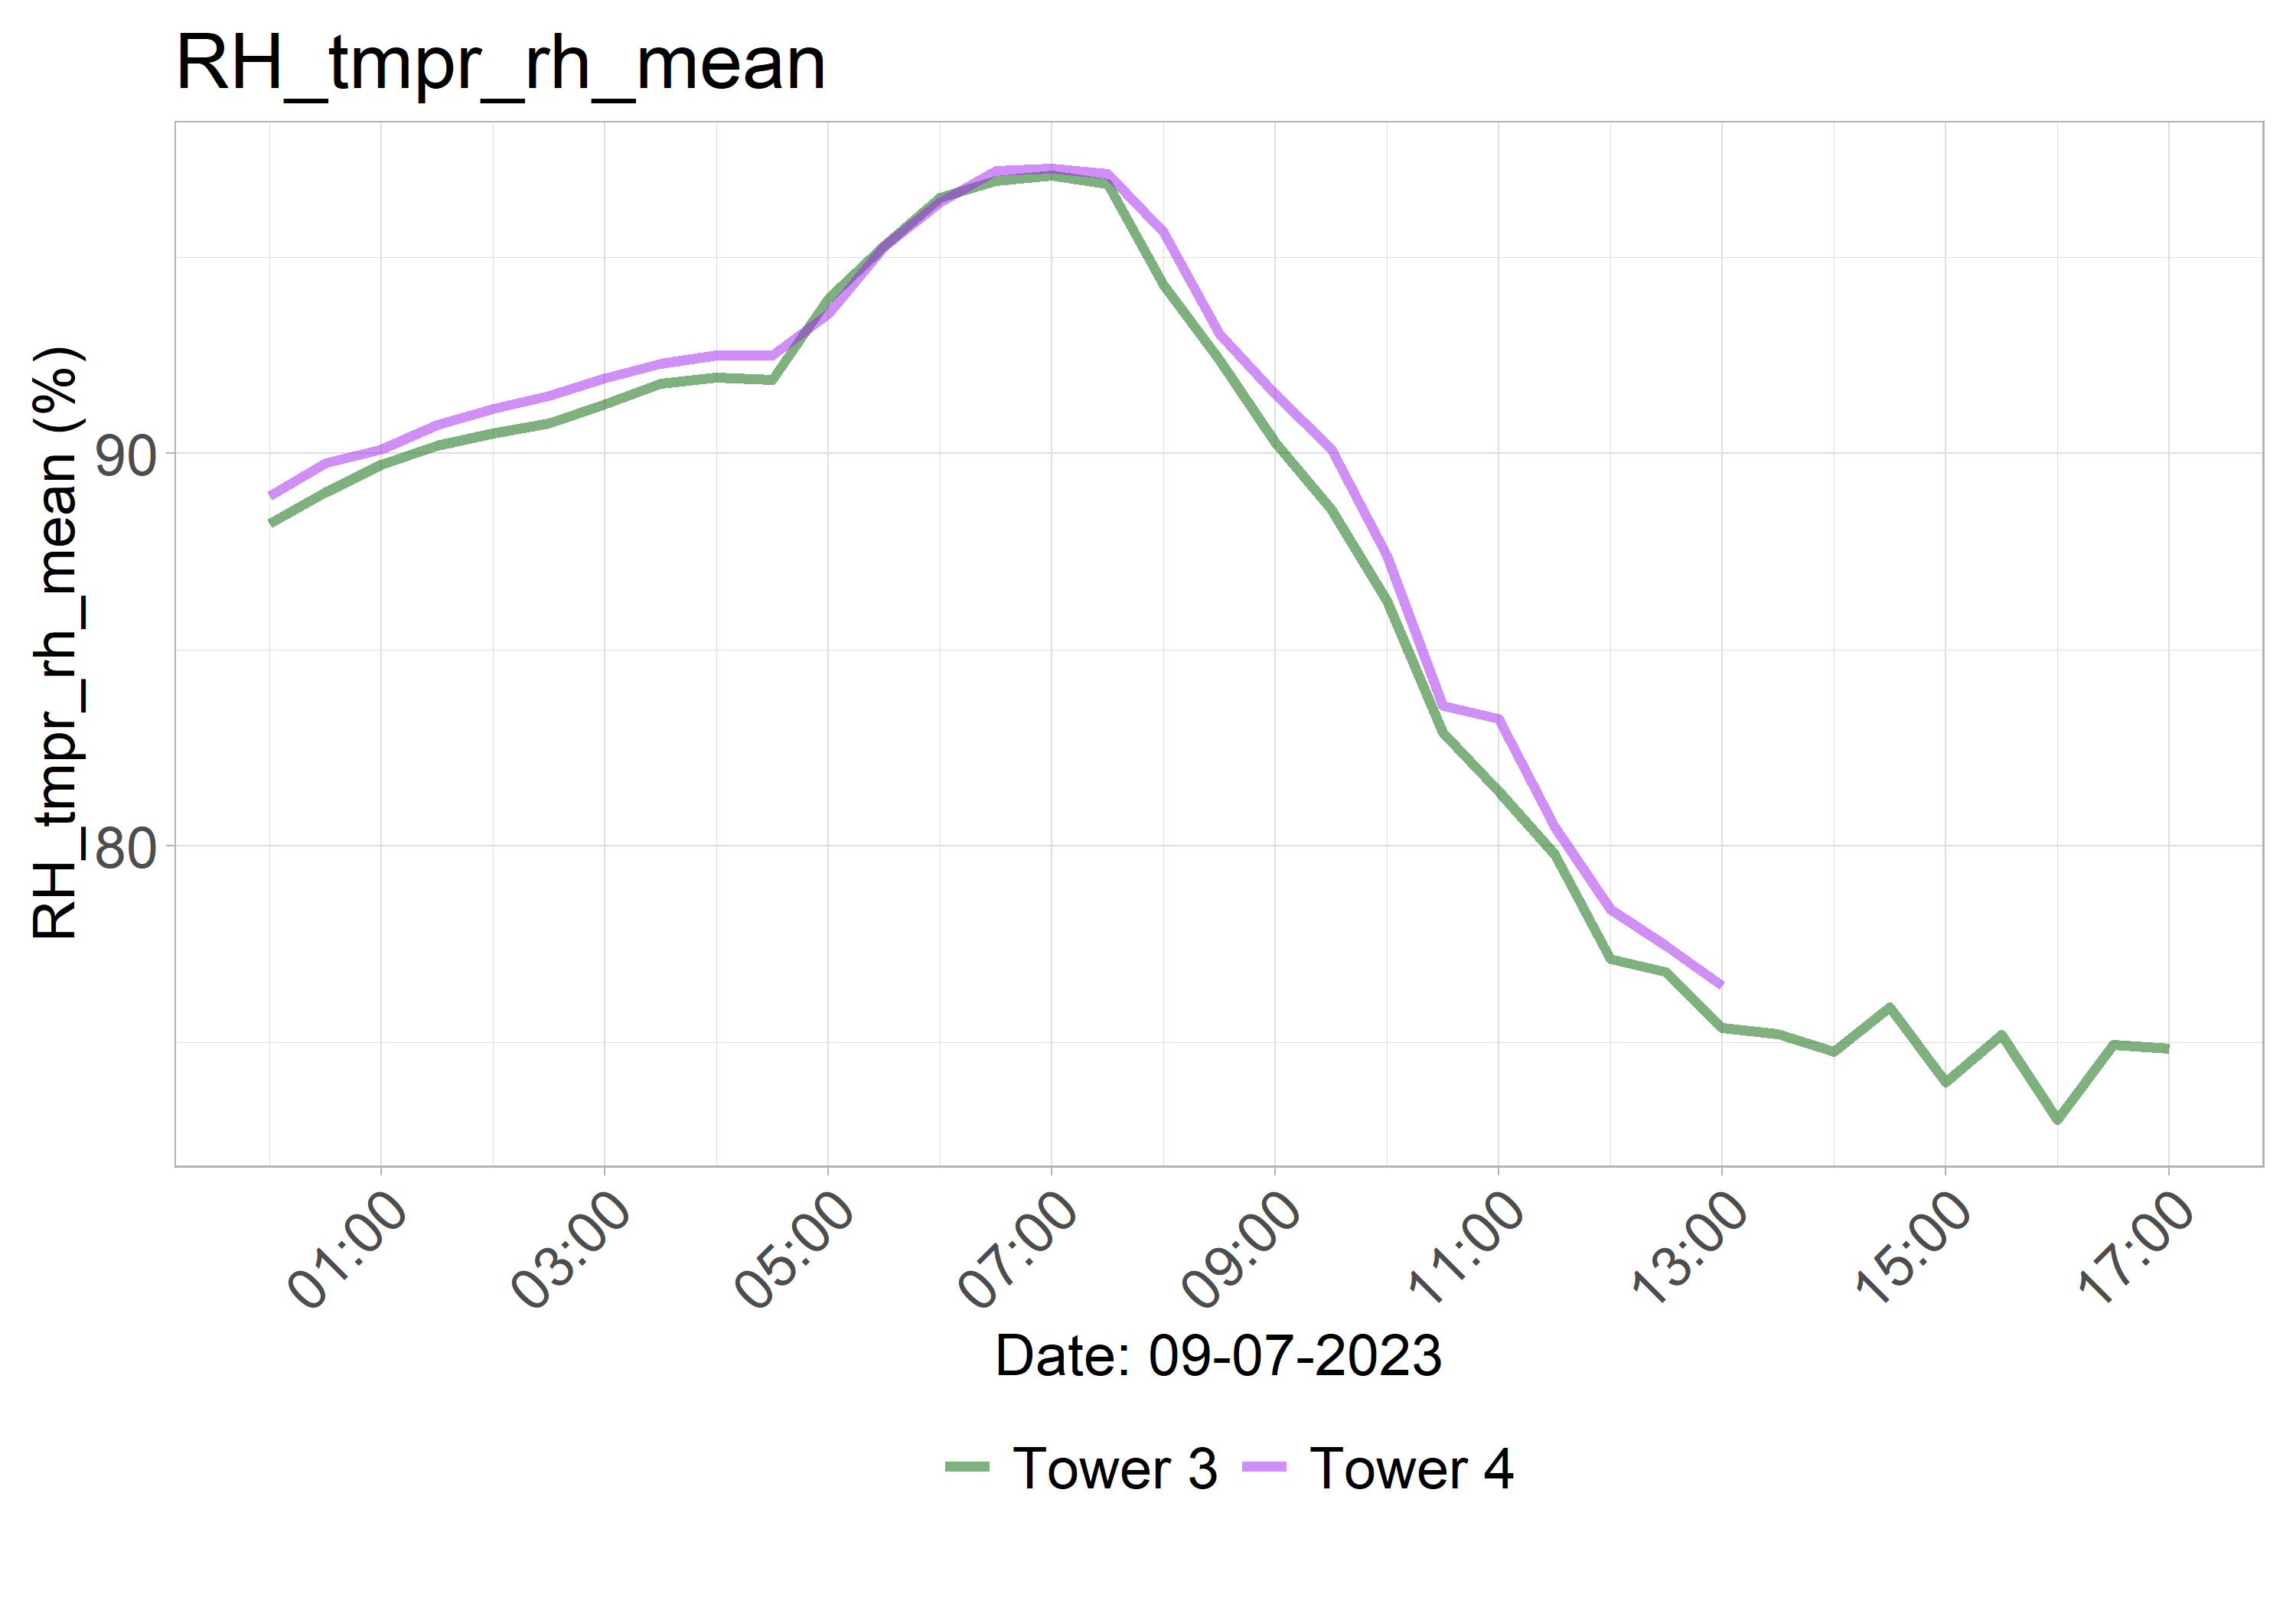 RH_tmpr_rh_mean
RH_tmpr_rh_mean (%)
90
80
01:00
03:00
05:00
07:00
09:00
11:00
13:00
15:00
17:00
Date: 09-07-2023
Tower 3
Tower 4